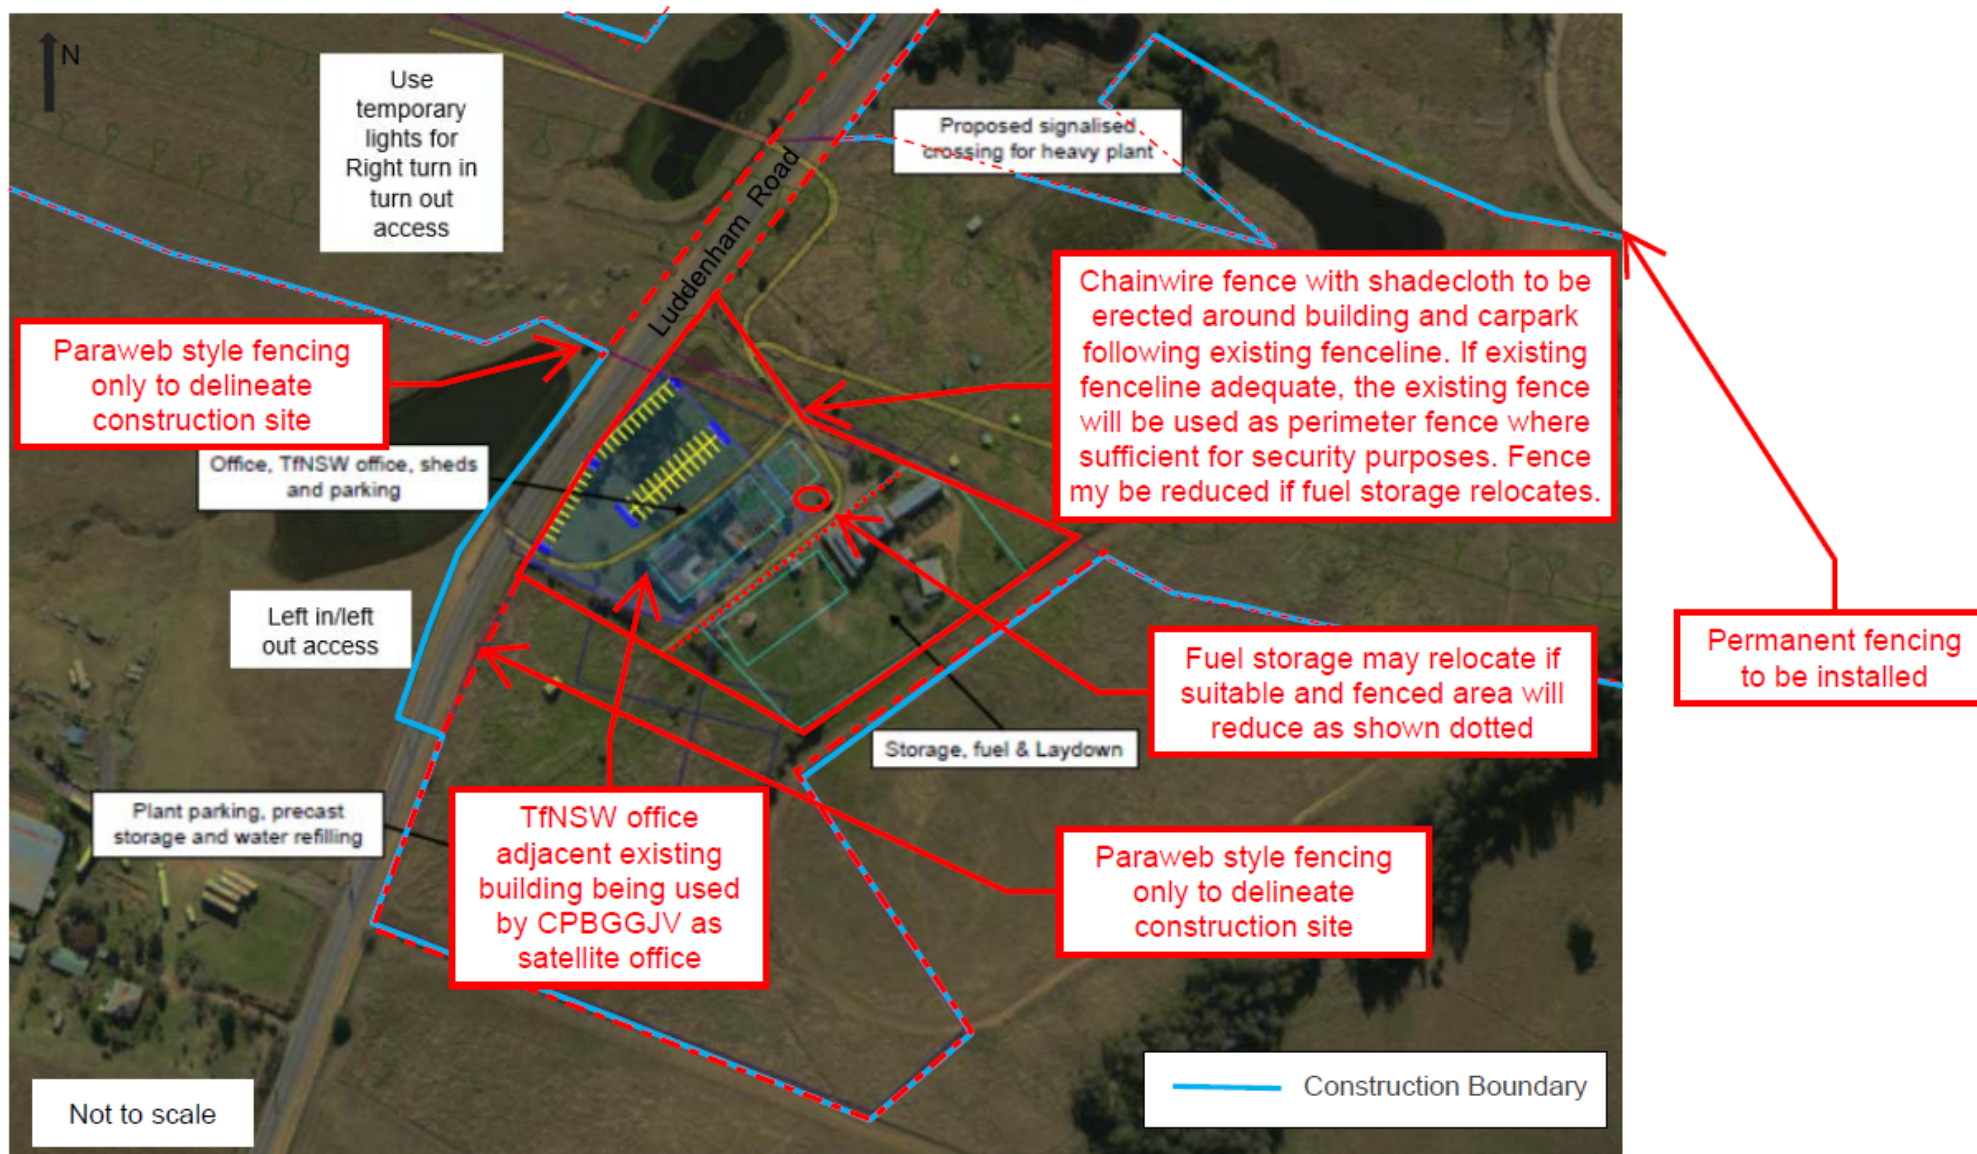 N
Use
temporary
lights for
Right turn in
turn out
access
Proposed signalised
crossing for heavy plant
Luddenham Road
Chainwire fence with shadecloth to be
erected around building and carpark
following existing fenceline. If existing
fenceline adequate, the existing fence
will be used as perimeter fence where
sufficient for security purposes. Fence
my be reduced if fuel storage relocates.
Paraweb style fencing
only to delineate
construction site
Office, TfNSW office, sheds
and parking
Left in/left
out access
Permanent fencing
to be installed
Fuel storage may relocate if
suitable and fenced area will
reduce as shown dotted
Storage, fuel & Laydown
Plant parking, precast
storage and water refilling
TfNSW office
adjacent existing
building being used
by CPBGGJV as
satellite office
Paraweb style fencing
only to delineate
construction site
Construction Boundary
Not to scale